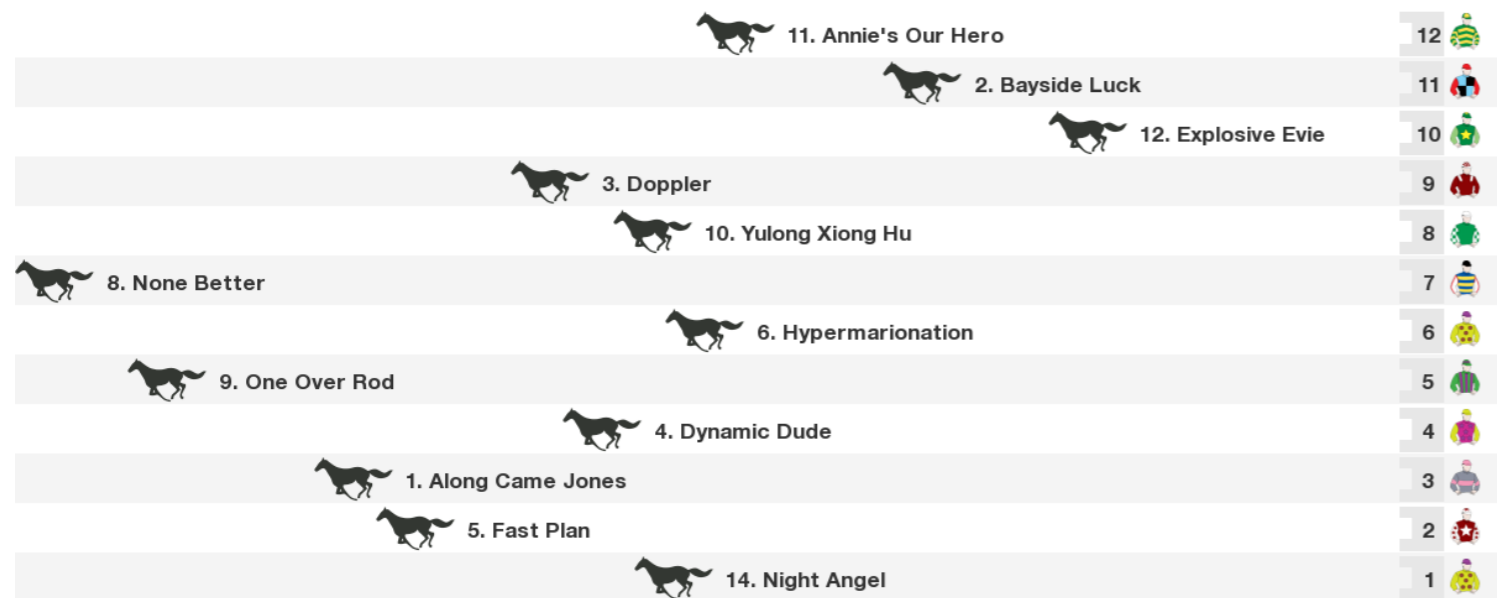 11. Annie's Our Hero 12
2. Bayside Luck 11
12. Explosive Evie 10
3. Doppler 9
10. Yulong Xiong Hu 8
8. None Better 7
6. Hypermarionation 6
9. One Over Rod 5
4. Dynamic Dude 4
1. Along Came Jones 3
5. Fast Plan 2
14. Night Angel 1